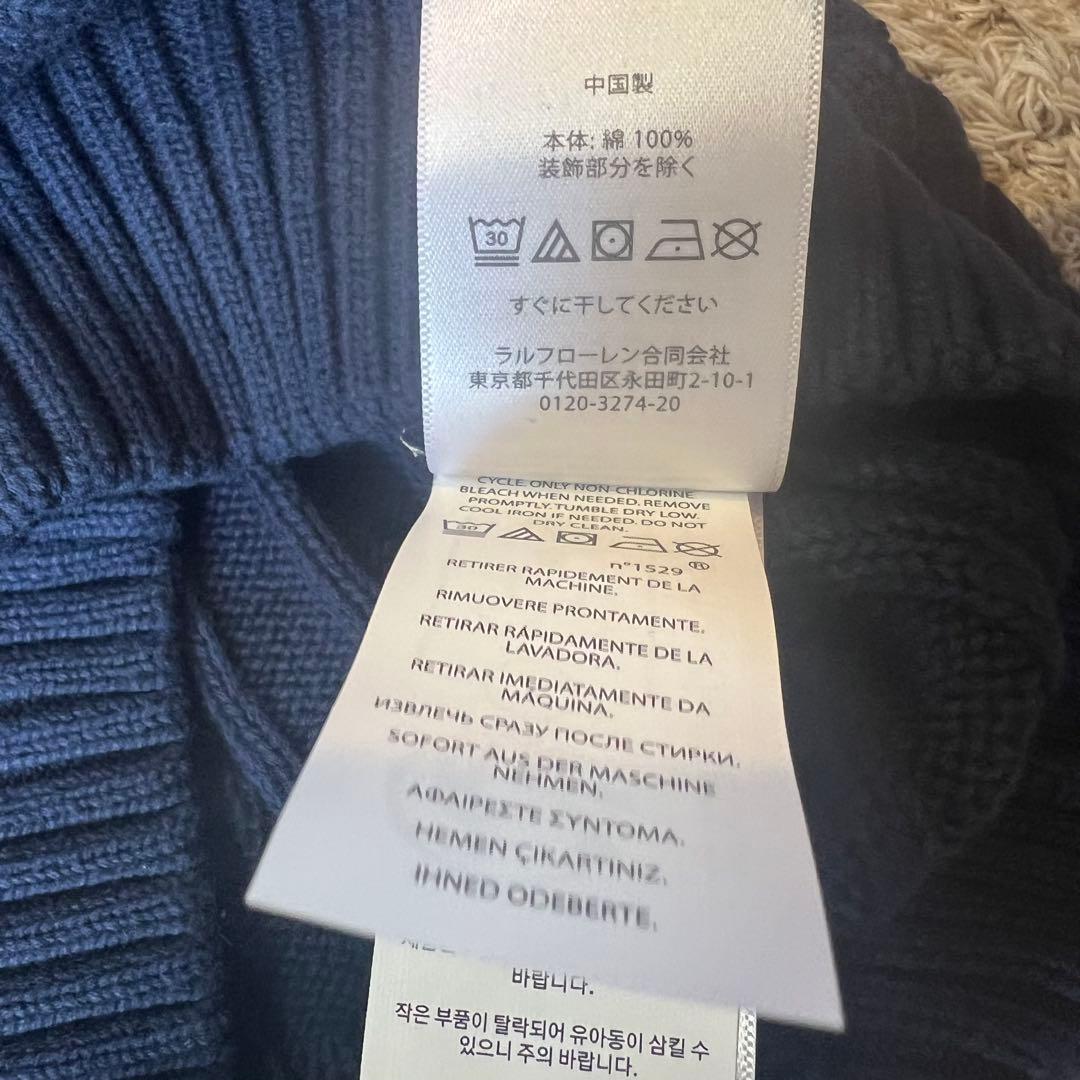 中国製
本体: 綿 100%
装飾部分を除く
30
すぐに干してください
ラルフローレン合同会社
東京都千代田区永田町2-10-1
0120-3274-20
CYCLE. ONLY NON-CHLORINE
BLEACH WHEN NEEDED. REMOVE
PROMPTLY. TUMBLE DRY LOW.
COOL IRON IF NEEDED. DO NOT
DRY CLEAN.
30
n°1529 ®
RETIRER RAPIDEMENT DE LA
MACHINE.
RIMUOVERE PRONTAMENTE.
RETIRAR RÁPIDAMENTE DE LA
LAVADORA.
RETIRAR IMEDIATAMENTE DA
MÁQUINA.
ИЗВЛЕЧЬ СРАЗУ ПОСЛЕ СТИРКИ.
SOFORT AUS DER MASCHINE
NEHMEN.
ΑΦΑΙΡΕΣΤΕ ΣΥΝΤΟΜΑ.
HEMEN ÇIKARTINIZ.
IHNED ODEBERTE.
바랍니다.
작은 부품이 탈락되어 유아동이 삼킬 수
있으니 주의 바랍니다.